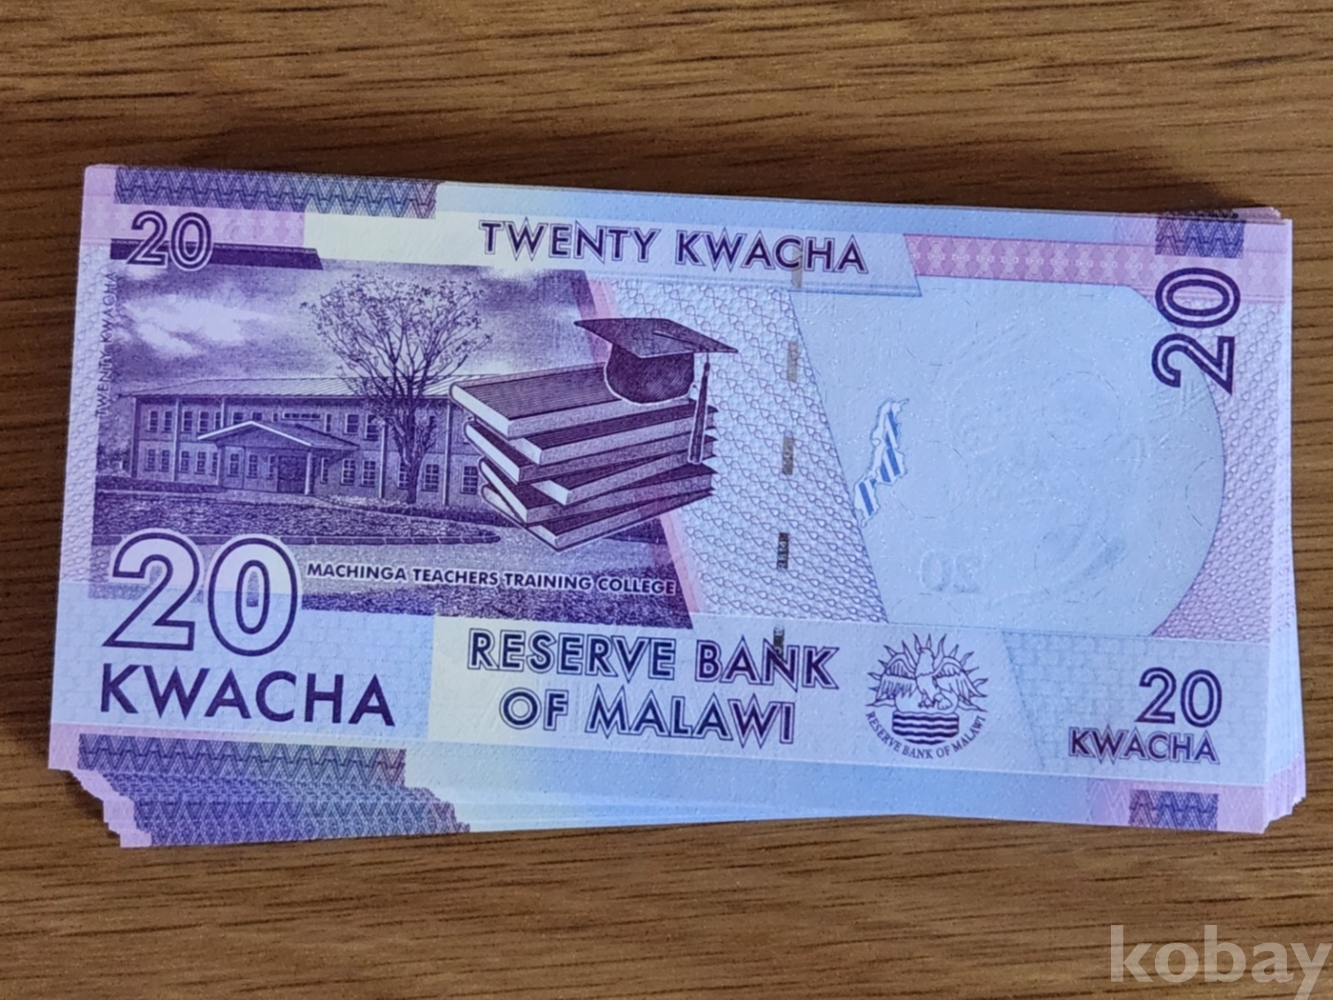 20
TWENTY KWACHA
20
TWENTY KWACHA
20
MACHINGA TEACHERS TRAINING COLLEGE
KWACHA
RESERVE BANK
OF MALAWI
RESERVE BANK OF MALAWI
20
KWACHA
kobay